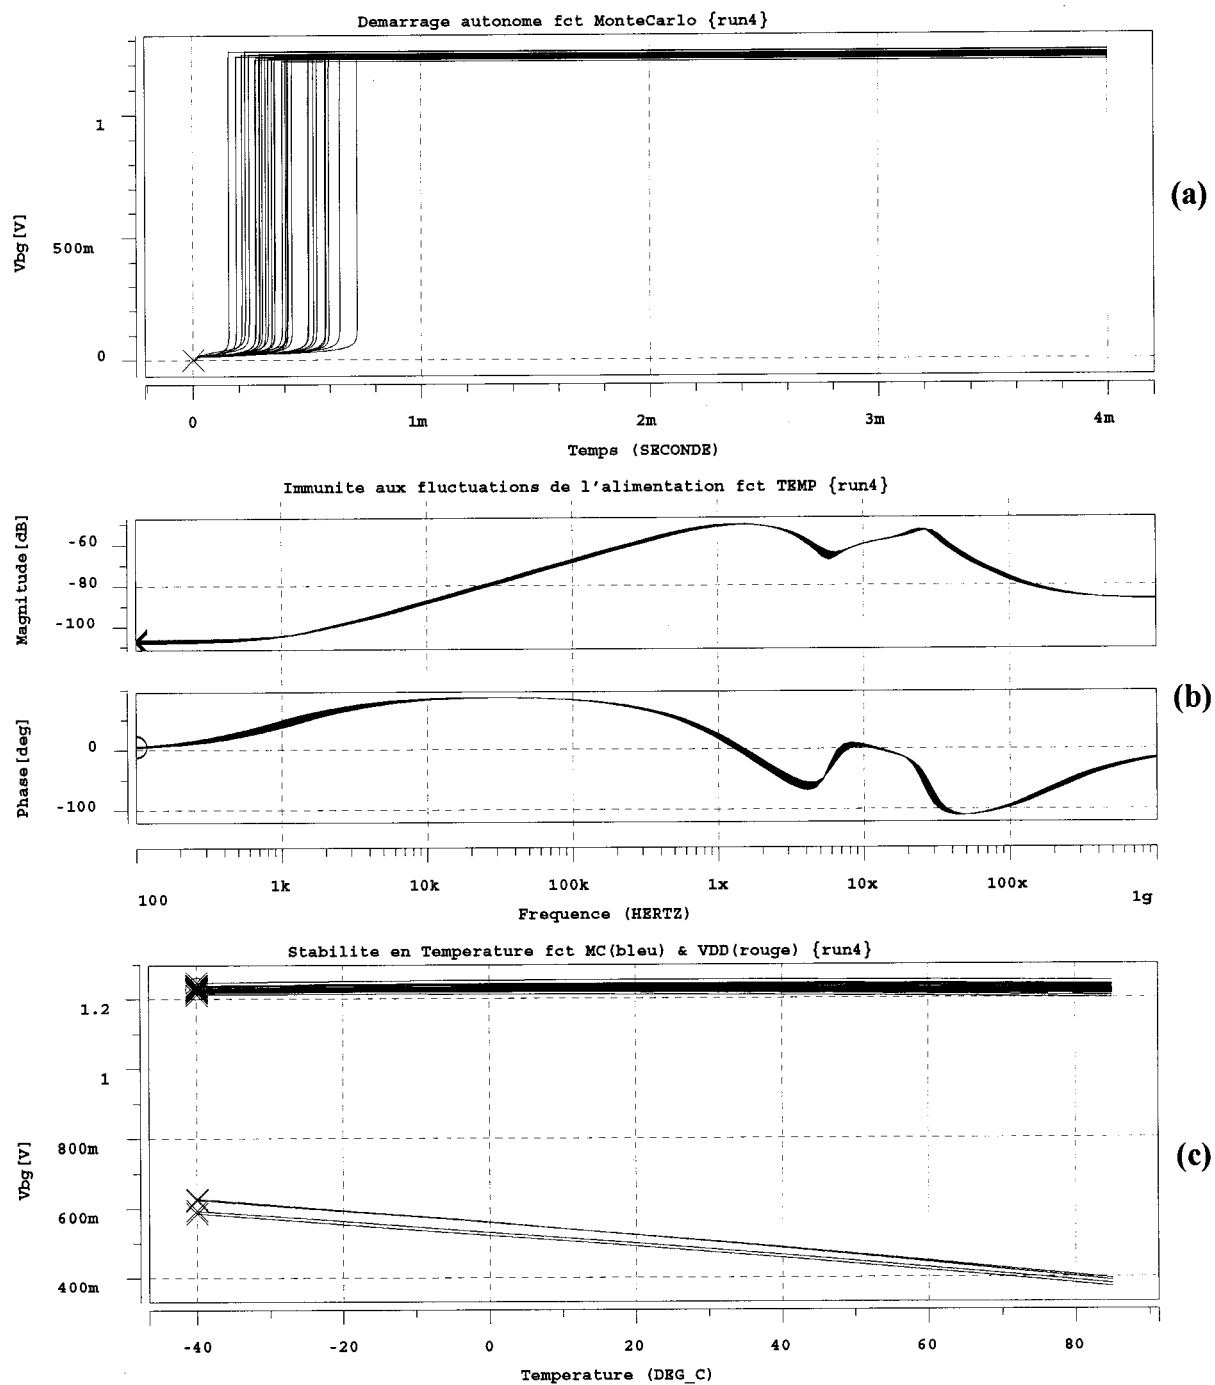 Demarrage autonome fct MonteCarlo {run4}
1
(a)
Vbg[V]
500m
0
0 1m 2m 3m 4m
Temps (SECONDE)
Immunite aux fluctuations de l'alimentation fct TEMP {run4}
Magnitude[dB]
-60
-80
-100
(b)
Phase[deg]
0
-100
100 1k 10k 100k 1x 10x 100x 1g
Frequence (HERTZ)
Stabilite en Temperature fct MC(bleu) & VDD(rouge) {run4}
1.2
1
Vbg[V]
800m
(c)
600m
400m
-40 -20 0 20 40 60 80
Temperature (DEG_C)